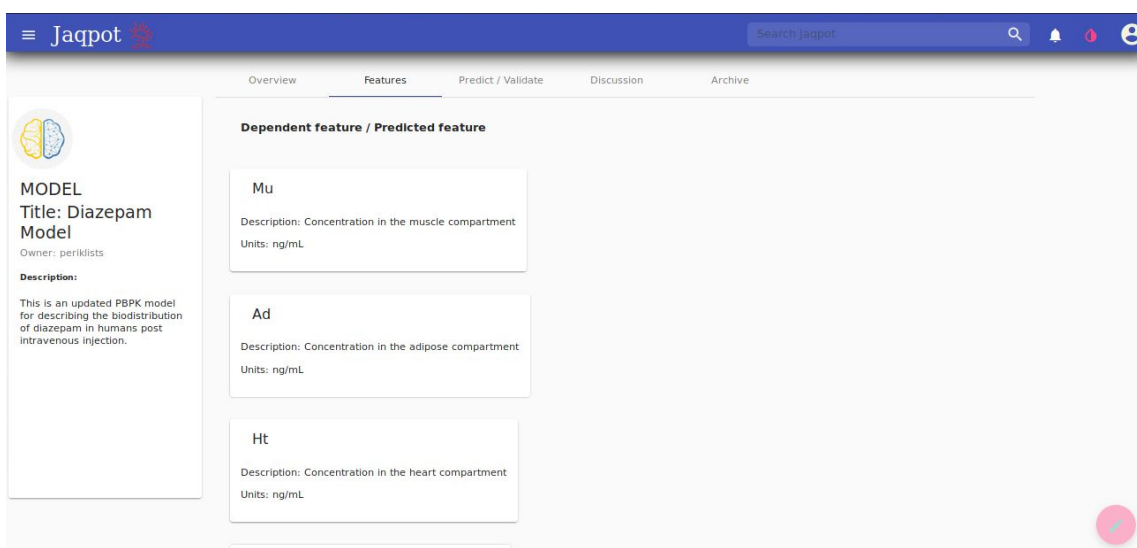 Jaqpot
Search Jaqpot
Overview Features Predict / Validate Discussion Archive
MODEL
Title: Diazepam
Model
Owner: periklists
Description:
This is an updated PBPK model
for describing the biodistribution
of diazepam in humans post
intravenous injection.
Dependent feature / Predicted feature
Mu
Description: Concentration in the muscle compartment
Units: ng/mL
Ad
Description: Concentration in the adipose compartment
Units: ng/mL
Ht
Description: Concentration in the heart compartment
Units: ng/mL